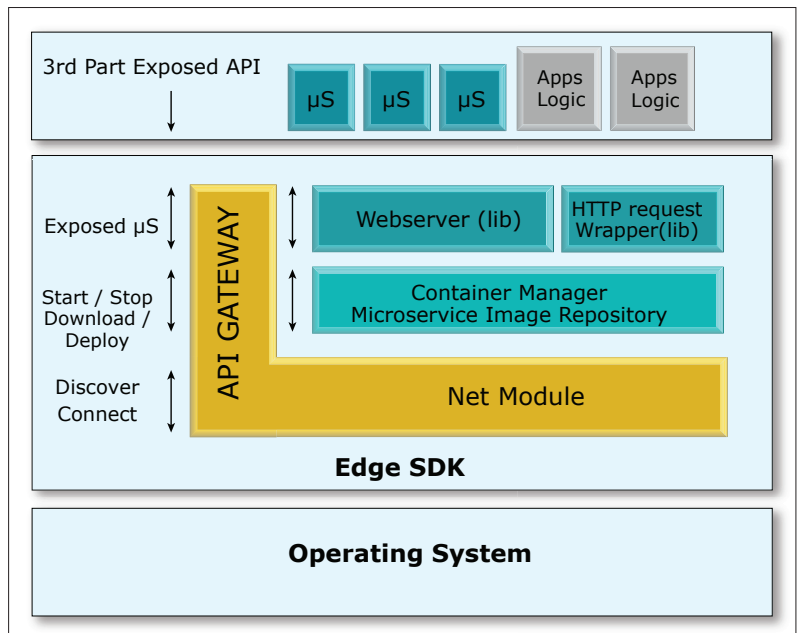 3rd Part Exposed API
µS
µS
µS
Apps
Logic
Apps
Logic
Exposed µS
API GATEWAY
Webserver (lib)
HTTP request
Wrapper(lib)
Start / Stop
Download /
Deploy
Container Manager
Microservice Image Repository
Discover
Connect
Net Module
Edge SDK
Operating System